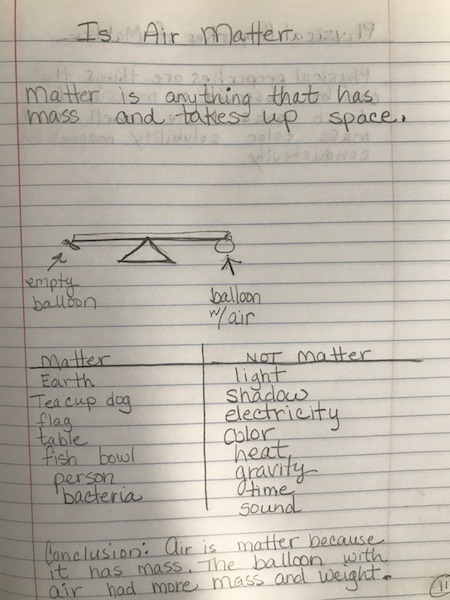 Is Air Matter
Matter is anything that has
mass and takes up space.
empty
balloon
balloon
w/air
Matter
NOT Matter
Earth
light
Teacup dog
shadow
flag
electricity
table
color
fish bowl
heat
person
gravity
bacteria
time
sound
Conclusion: Air is matter because
it has mass. The balloon with
air had more mass and weight.
11